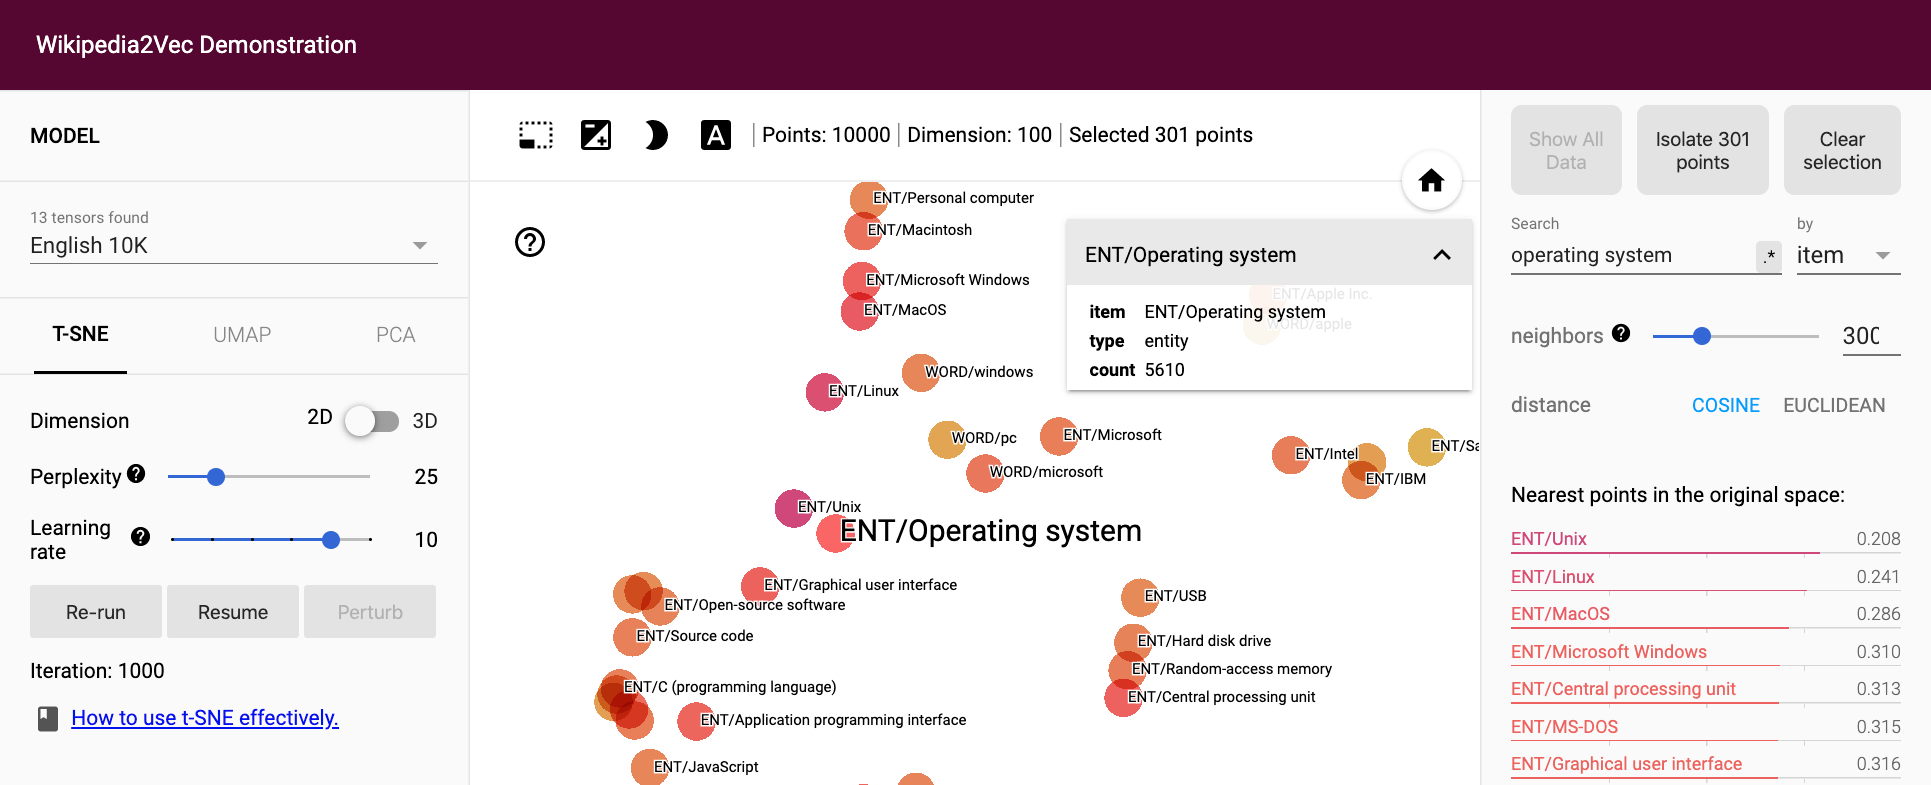 Wikipedia2Vec Demonstration
MODEL
13 tensors found
English 10K
T-SNE
UMAP
PCA
Dimension
2D
3D
Perplexity
25
Learning
rate
10
Re-run
Resume
Perturb
Iteration: 1000
How to use t-SNE effectively.
A
Points: 10000
Dimension: 100
Selected 301 points
ENT/Personal computer
ENT/Macintosh
ENT/Microsoft Windows
ENT/MacOS
WORD/windows
ENT/Linux
WORD/pc
ENT/Microsoft
WORD/microsoft
ENT/Unix
ENT/Operating system
ENT/Graphical user interface
ENT/Open-source software
ENT/Source code
ENT/C (programming language)
ENT/Application programming interface
ENT/JavaScript
ENT/Intel
ENT/IBM
ENT/Sa
ENT/USB
ENT/Hard disk drive
ENT/Random-access memory
ENT/Central processing unit
ENT/Operating system
ENT/Apple Inc.
item ENT/Operating system
WORD/apple
type entity
count 5610
Show All
Data
Isolate 301
points
Clear
selection
Search
operating system
.*
by
item
neighbors
300
distance
COSINE
EUCLIDEAN
Nearest points in the original space:
ENT/Unix 0.208
ENT/Linux 0.241
ENT/MacOS 0.286
ENT/Microsoft Windows 0.310
ENT/Central processing unit 0.313
ENT/MS-DOS 0.315
ENT/Graphical user interface 0.316